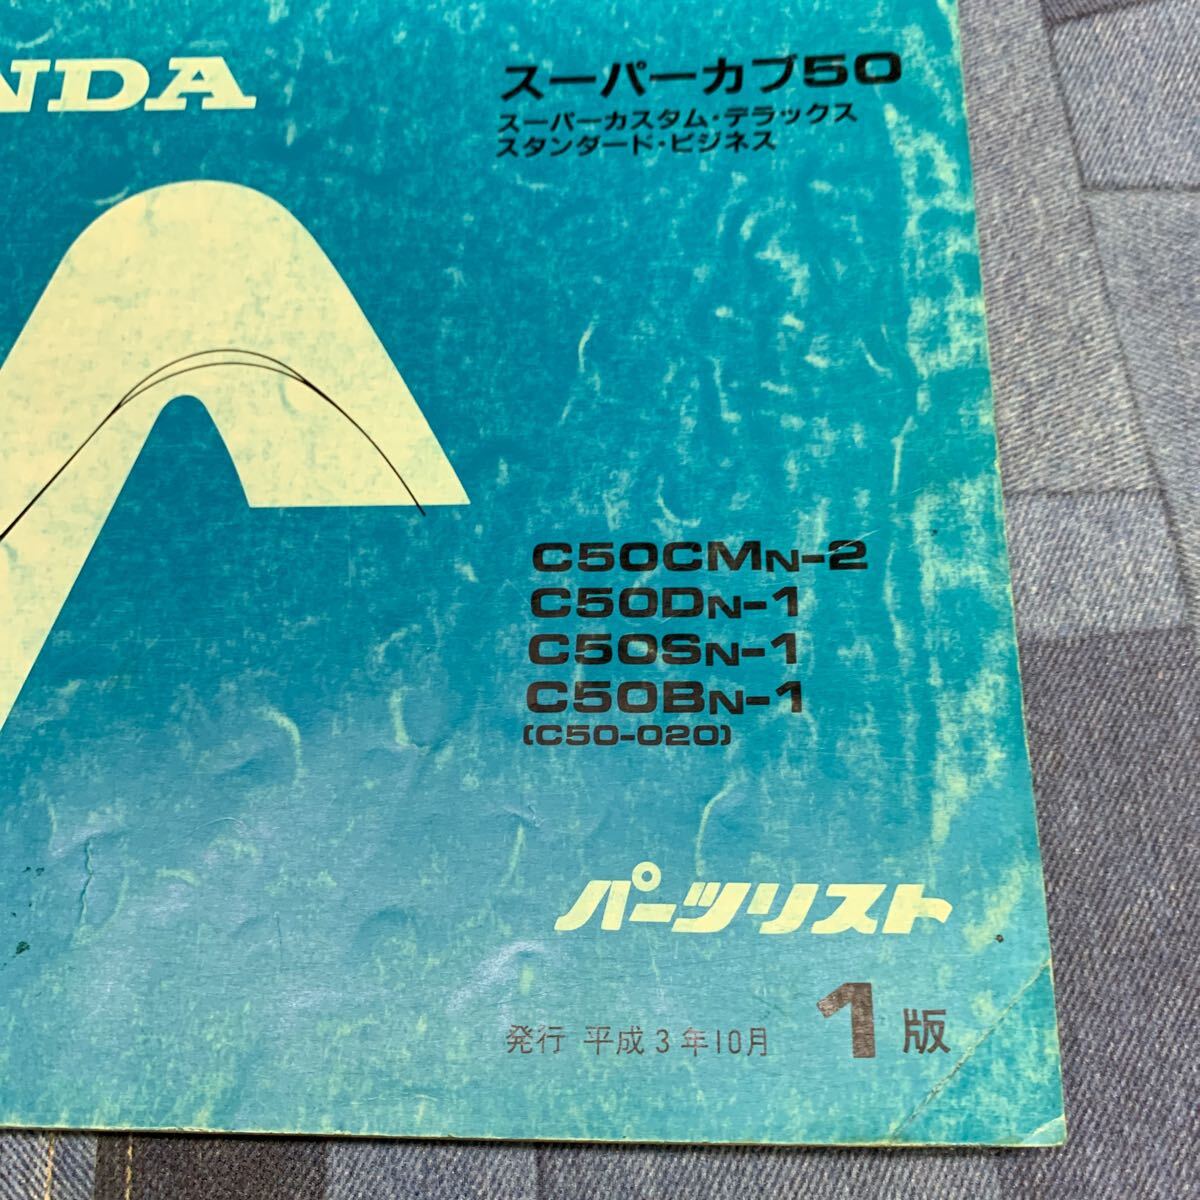 NDA
スーパーカブ50
スーパーカスタム・デラックス
スタンダード・ビジネス
C50CMN-2
C50DN-1
C50SN-1
C50BN-1
(C50-020)
パーツリスト
発行 平成3年10月 1版